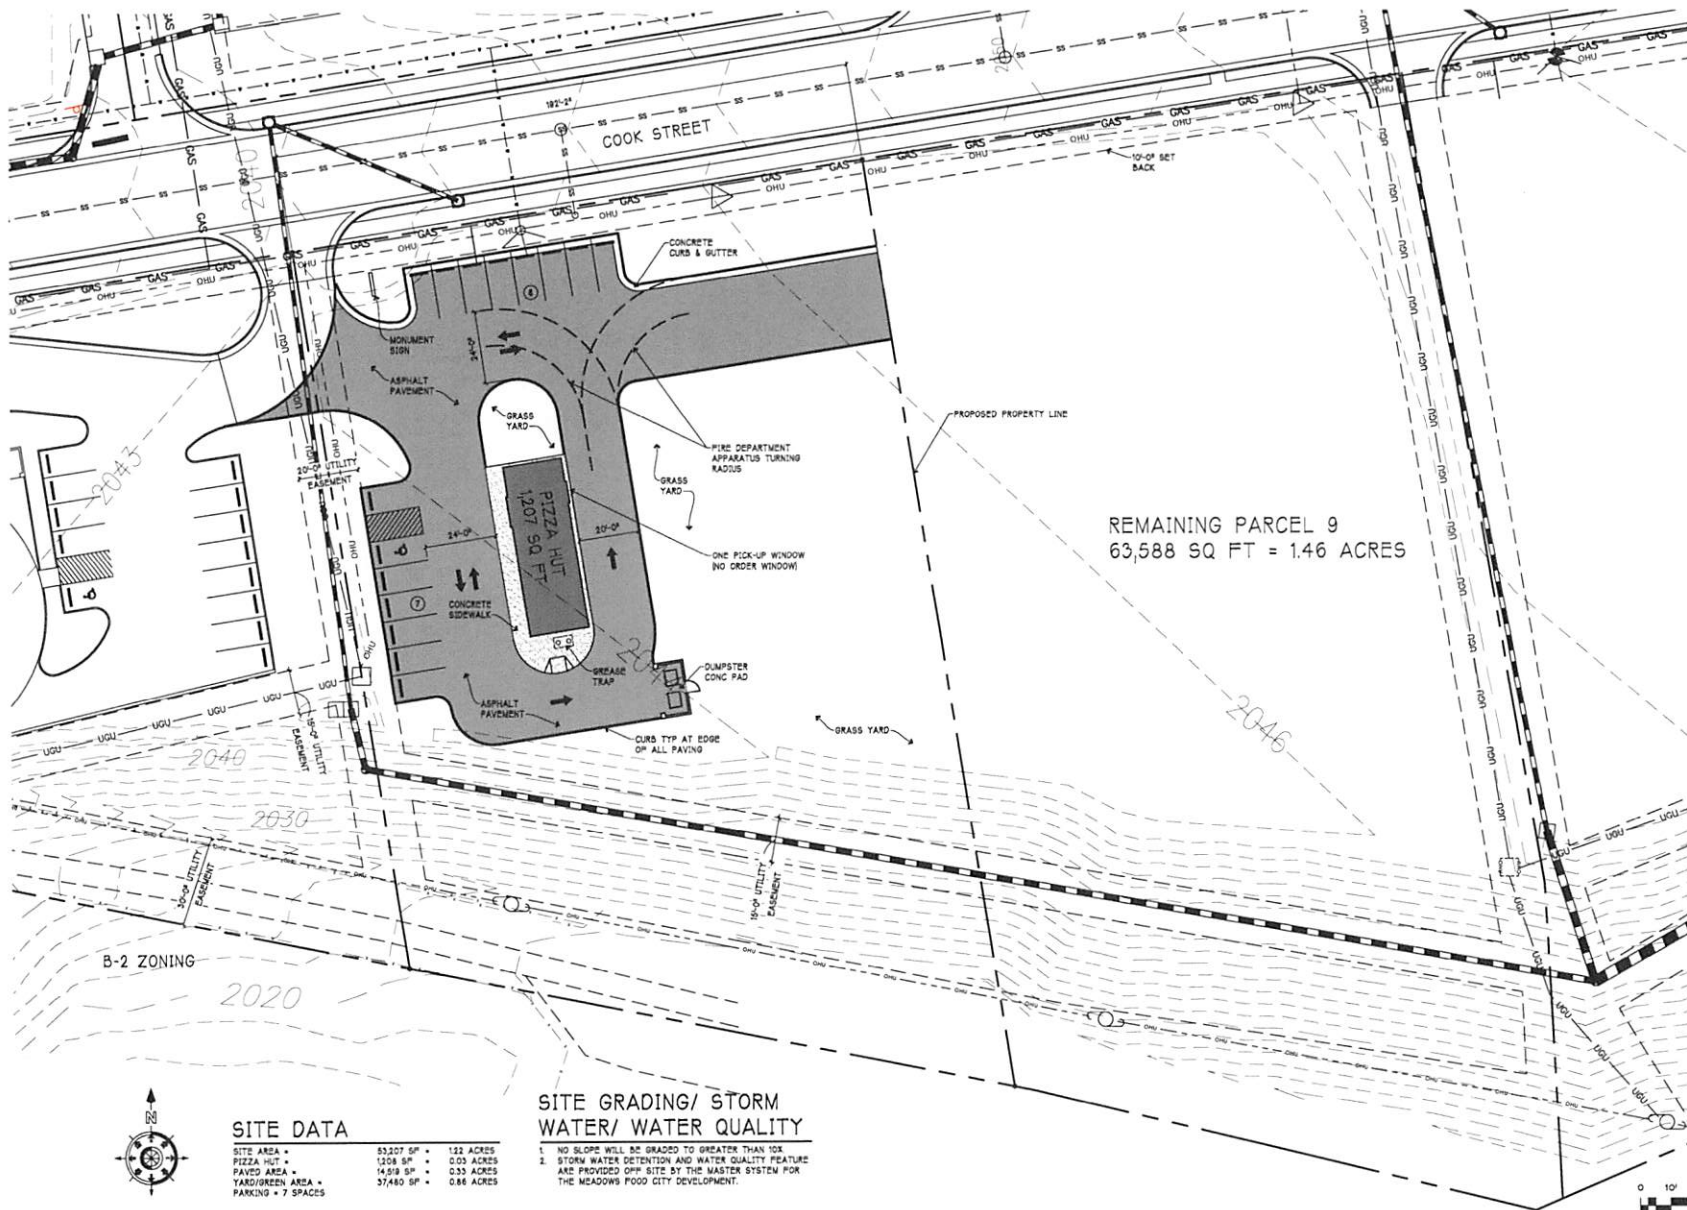 192'-2"
COOK STREET
2050
10'-0" SET
BACK
2040
CONCRETE
CURB & GUTTER
MONUMENT
SIGN
24'-0"
ASPHALT
PAVEMENT
GRASS
YARD
PROPOSED PROPERTY LINE
FIRE DEPARTMENT
APPARATUS TURNING
RADIUS
2043
20'-0" UTILITY
EASEMENT
GRASS
YARD
PIZZA HUT
1,207 SQ FT
24'-0"
20'-0"
REMAINING PARCEL 9
63,588 SQ FT = 1.46 ACRES
ONE PICK-UP WINDOW
(NO ORDER WINDOW)
7
CONCRETE
SIDEWALK
GREASE
TRAP
DUMPSTER
CONC PAD
ASPHALT
PAVEMENT
2046
GRASS YARD
CURB TYP AT EDGE
OF ALL PAVING
15'-0" UTILITY
EASEMENT
2040
2030
30'-0" UTILITY
EASEMENT
15'-0" UTILITY
EASEMENT
B-2 ZONING
2020
N
SITE DATA
SITE AREA = 53,207 SF = 1.22 ACRES
PIZZA HUT = 1,208 SF = 0.03 ACRES
PAVED AREA = 14,519 SF = 0.33 ACRES
YARD/GREEN AREA = 37,480 SF = 0.86 ACRES
PARKING = 7 SPACES
SITE GRADING/ STORM
WATER/ WATER QUALITY
1. NO SLOPE WILL BE GRADED TO GREATER THAN 10%
2. STORM WATER DETENTION AND WATER QUALITY FEATURE
ARE PROVIDED OFF SITE BY THE MASTER SYSTEM FOR
THE MEADOWS FOOD CITY DEVELOPMENT.
0 10'